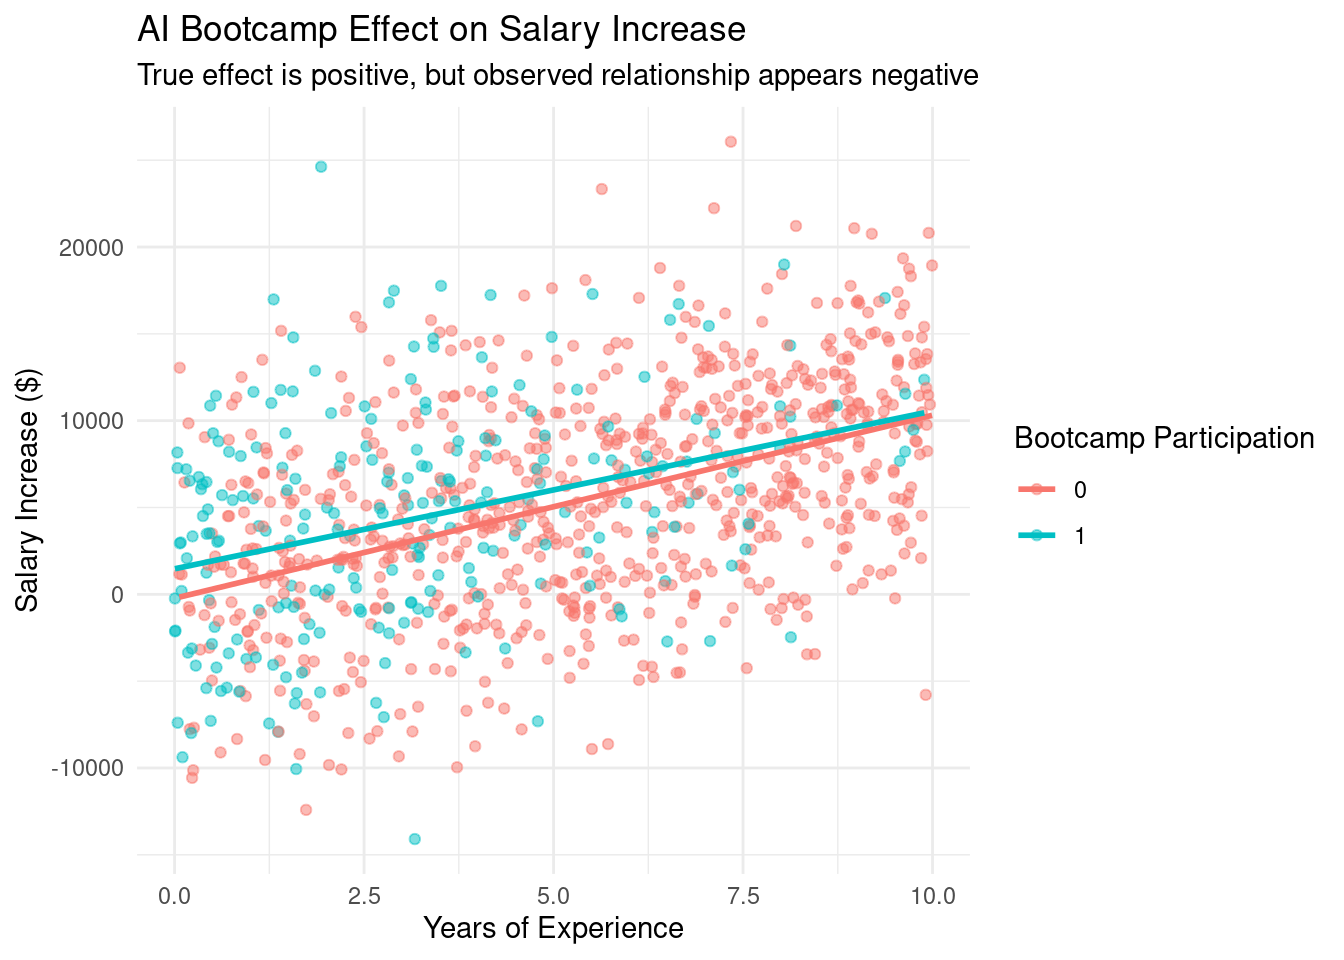 AI Bootcamp Effect on Salary Increase
True effect is positive, but observed relationship appears negative
Salary Increase ($)
20000
10000
0
-10000
0.0
2.5
5.0
7.5
10.0
Years of Experience
Bootcamp Participation
0
1